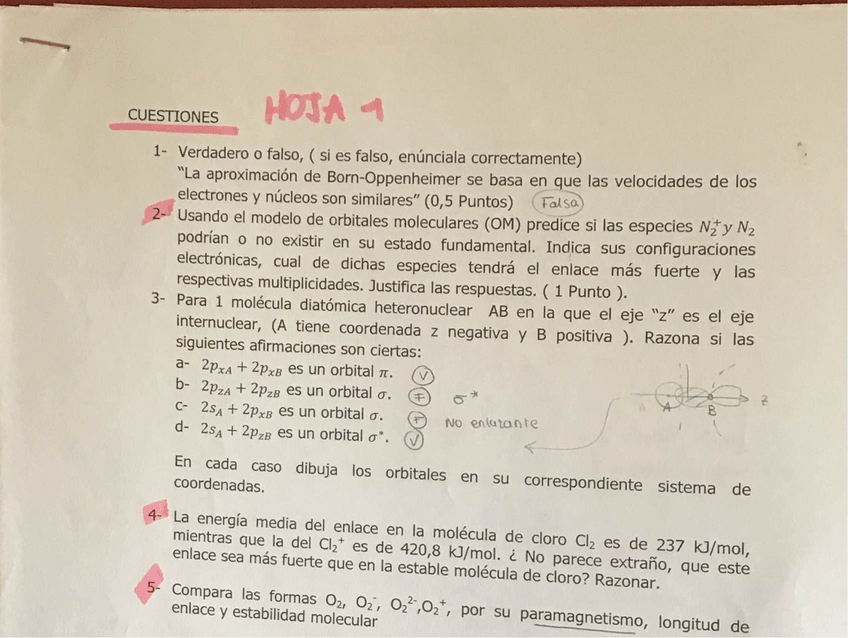 CUESTIONES HOJA 1
1- Verdadero o falso, ( si es falso, enúnciala correctamente)
“La aproximación de Born-Oppenheimer se basa en que las velocidades de los
electrones y núcleos son similares” (0,5 Puntos) Falsa
2- Usando el modelo de orbitales moleculares (OM) predice si las especies N₂⁺ y N₂
podrían o no existir en su estado fundamental. Indica sus configuraciones
electrónicas, cual de dichas especies tendrá el enlace más fuerte y las
respectivas multiplicidades. Justifica las respuestas. ( 1 Punto ).
3- Para 1 molécula diatómica heteronuclear AB en la que el eje “z” es el eje
internuclear, (A tiene coordenada z negativa y B positiva ). Razona si las
siguientes afirmaciones son ciertas:
a- 2pxA + 2pxB es un orbital π. V
b- 2pzA + 2pzB es un orbital σ. F σ*
c- 2sA + 2pxB es un orbital σ. F No enlazante
d- 2sA + 2pzB es un orbital σ*. V
A B z
En cada caso dibuja los orbitales en su correspondiente sistema de
coordenadas.
4- La energía media del enlace en la molécula de cloro Cl₂ es de 237 kJ/mol,
mientras que la del Cl₂⁺ es de 420,8 kJ/mol. ¿ No parece extraño, que este
enlace sea más fuerte que en la estable molécula de cloro? Razonar.
5- Compara las formas O₂, O₂⁻, O₂²⁻,O₂⁺, por su paramagnetismo, longitud de
enlace y estabilidad molecular